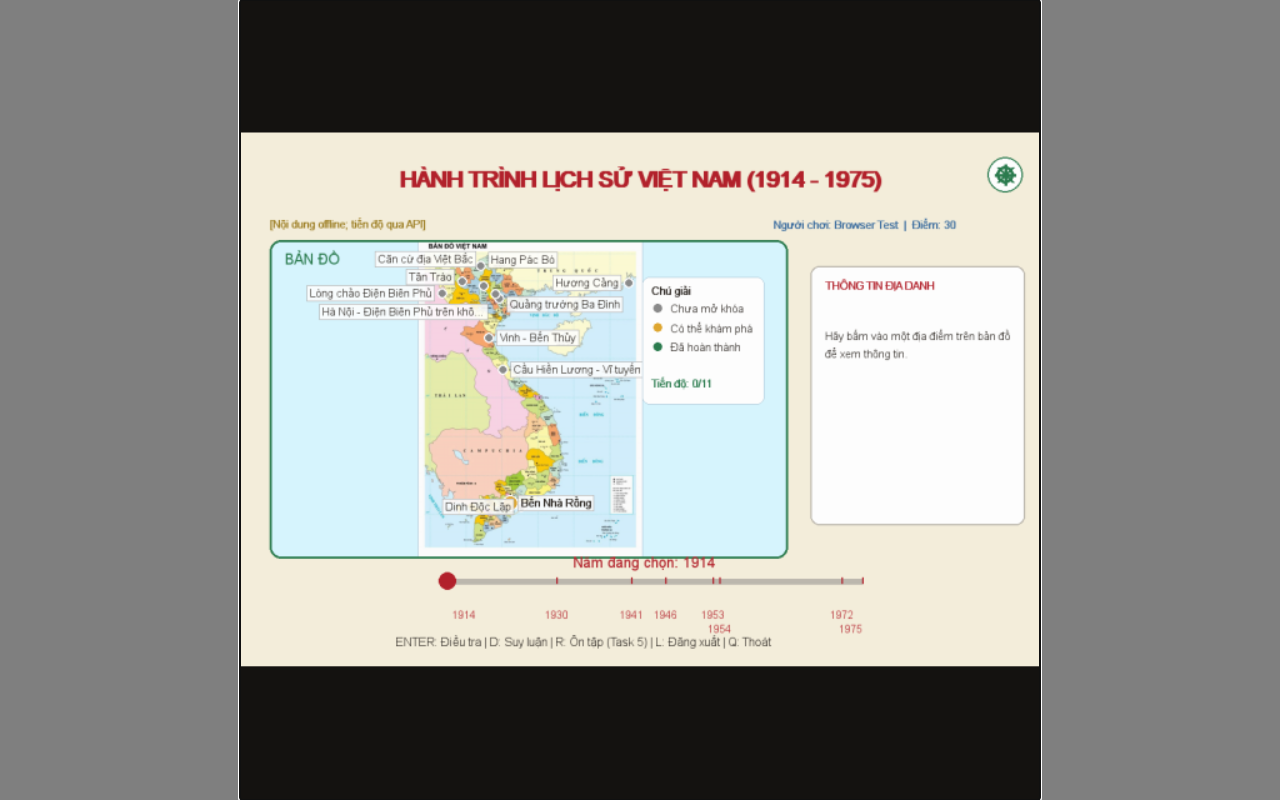 HÀNH TRÌNH LỊCH SỬ VIỆT NAM (1914 - 1975)
[Nội dung offline; tiến độ qua API]
Người chơi: Browser Test | Điểm: 30
BẢN ĐỒ
BẢN ĐỒ VIỆT NAM
Căn cứ địa Việt Bắc
Hang Pác Bó
TRUNG QUỐC
Tân Trào
Hương Cảng
Lòng chảo Điện Biên Phủ
Quảng trường Ba Đình
Hà Nội - Điện Biên Phủ trên khô...
Vinh - Bến Thủy
Cầu Hiền Lương - Vĩ tuyến
THÁI LAN
CAMPUCHIA
Dinh Độc Lập
Bến Nhà Rồng
Chú giải
Chưa mở khóa
Có thể khám phá
Đã hoàn thành
Tiến độ: 0/11
THÔNG TIN ĐỊA DANH
Hãy bấm vào một địa điểm trên bản đồ
để xem thông tin.
Năm đang chọn: 1914
1914 1930 1941 1946 1953 1972
1954 1975
ENTER: Điều tra | D: Suy luận | R: Ôn tập (Task 5) | L: Đăng xuất | Q: Thoát